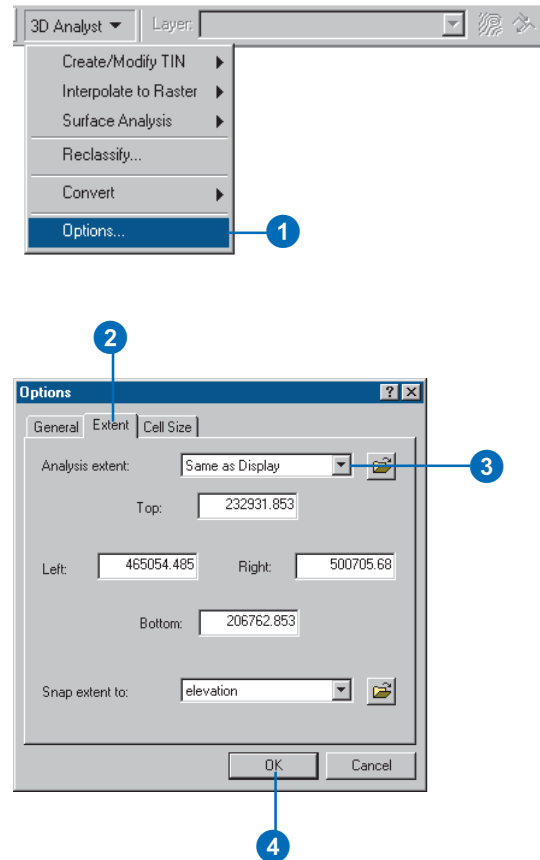 3D Analyst Layer:
Create/Modify TIN
Interpolate to Raster
Surface Analysis
Reclassify...
Convert
Options...
1
2
Options
General Extent Cell Size
Analysis extent: Same as Display
3
Top: 232931.853
Left: 465054.485 Right: 500705.68
Bottom: 206762.853
Snap extent to: elevation
OK Cancel
4